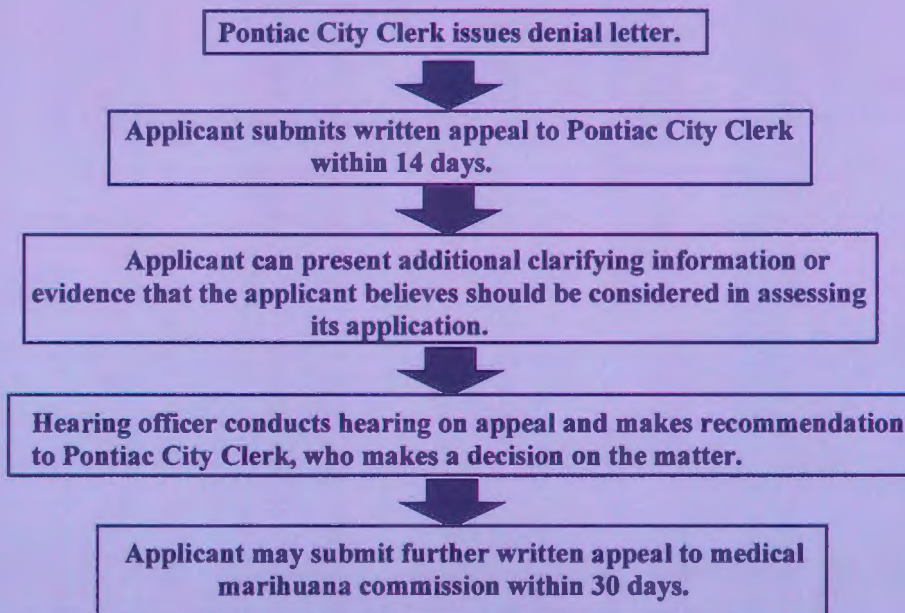 Pontiac City Clerk issues denial letter.
Applicant submits written appeal to Pontiac City Clerk
within 14 days.
Applicant can present additional clarifying information or
evidence that the applicant believes should be considered in assessing
its application.
Hearing officer conducts hearing on appeal and makes recommendation
to Pontiac City Clerk, who makes a decision on the matter.
Applicant may submit further written appeal to medical
marihuana commission within 30 days.